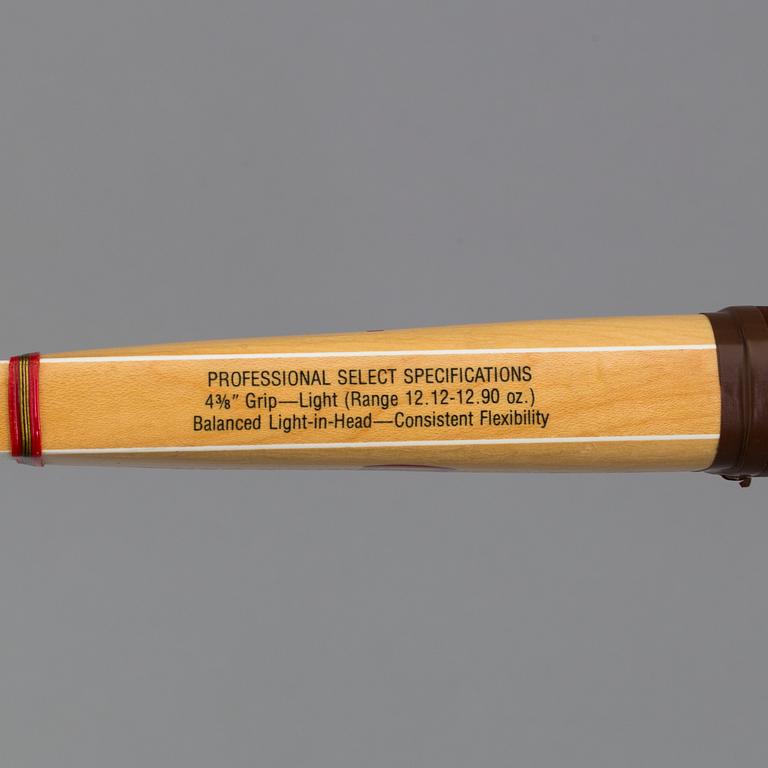 PROFESSIONAL SELECT SPECIFICATIONS
4⅜" Grip—Light (Range 12.12-12.90 oz.)
Balanced Light-in-Head—Consistent Flexibility